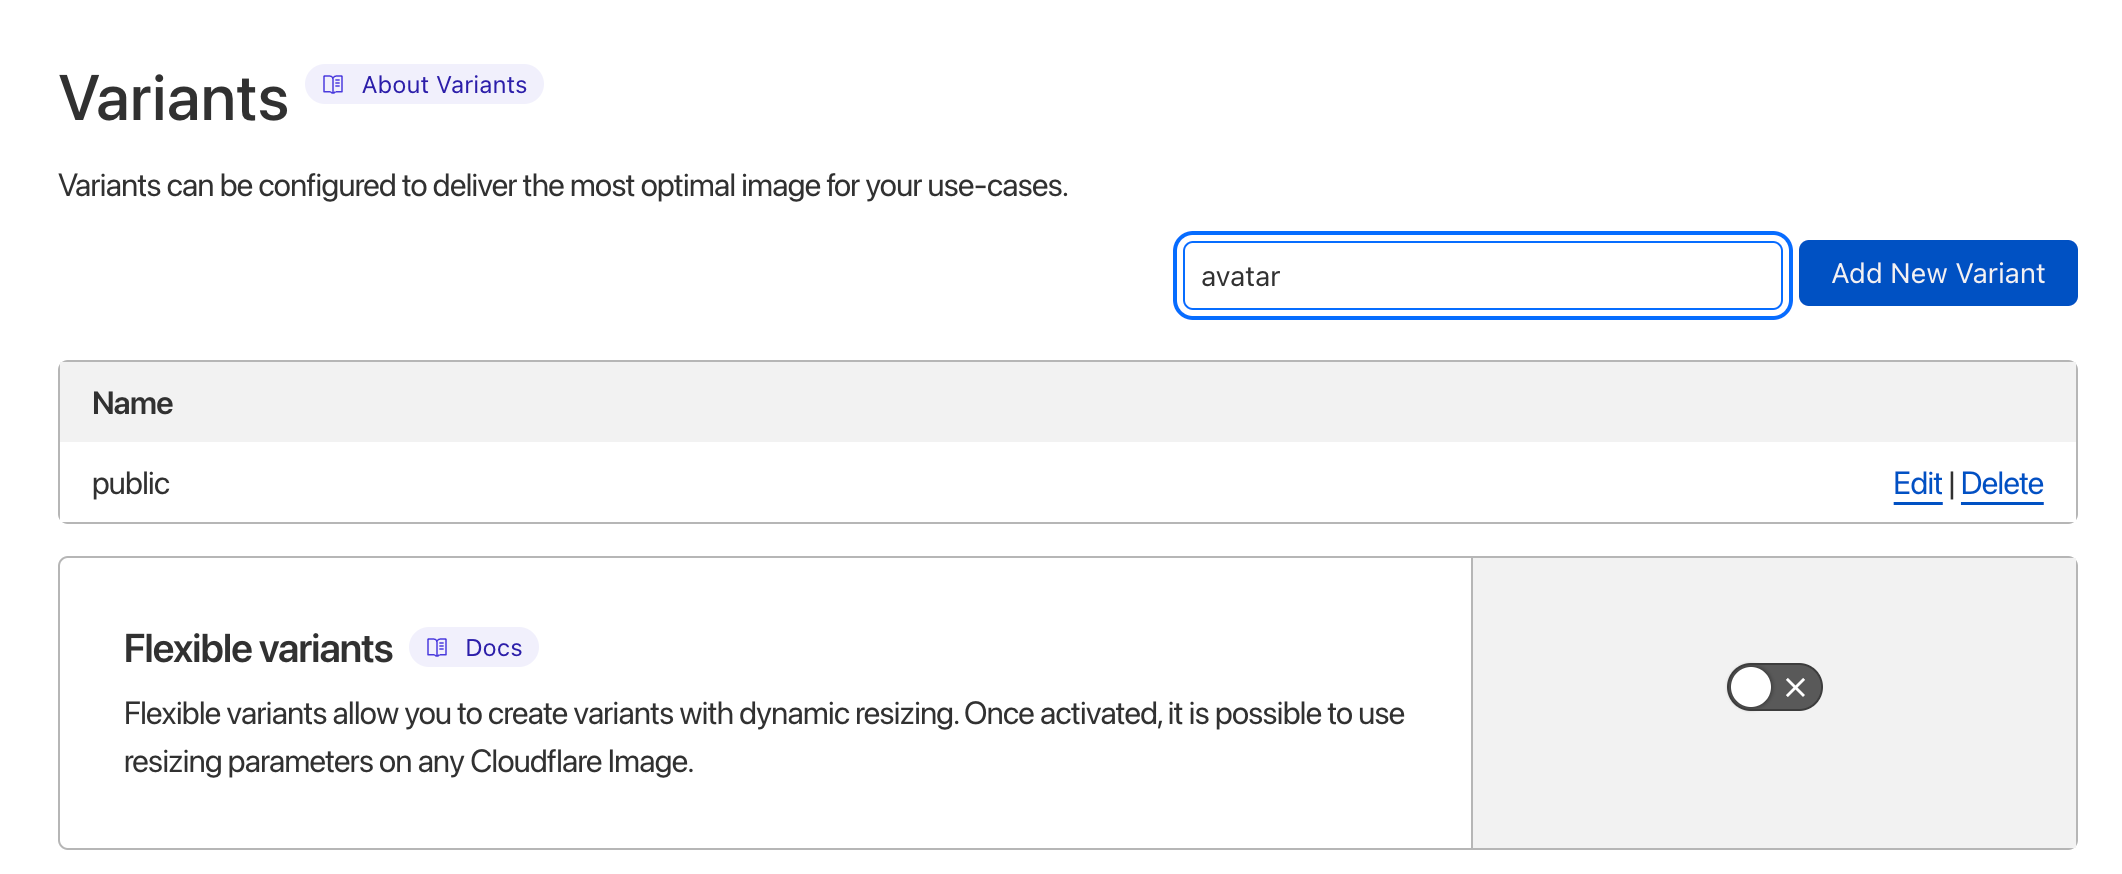 Variants
About Variants
Variants can be configured to deliver the most optimal image for your use-cases.
avatar
Add New Variant
Name
public
Edit | Delete
Flexible variants
Docs
Flexible variants allow you to create variants with dynamic resizing. Once activated, it is possible to use
resizing parameters on any Cloudflare Image.